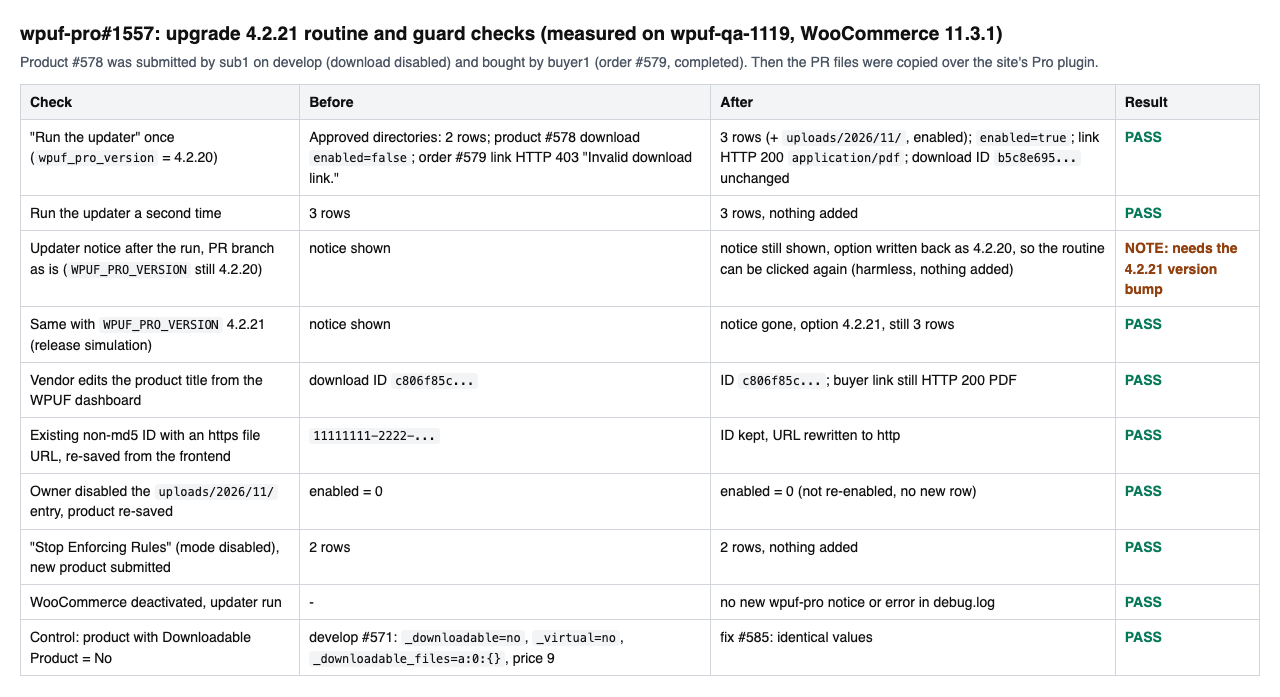 wpuf-pro#1557: upgrade 4.2.21 routine and guard checks (measured on wpuf-qa-1119, WooCommerce 11.3.1)
Product #578 was submitted by sub1 on develop (download disabled) and bought by buyer1 (order #579, completed). Then the PR files were copied over the site's Pro plugin.
Check Before After Result
"Run the updater" once
( wpuf_pro_version = 4.2.20)
Approved directories: 2 rows; product #578 download
enabled=false ; order #579 link HTTP 403 "Invalid download
link."
3 rows (+ uploads/2026/11/ , enabled); enabled=true ; link
HTTP 200 application/pdf ; download ID b5c8e695...
unchanged
PASS
Run the updater a second time
3 rows
3 rows, nothing added
PASS
Updater notice after the run, PR branch
as is ( WPUF_PRO_VERSION still 4.2.20)
notice shown
notice still shown, option written back as 4.2.20, so the routine
can be clicked again (harmless, nothing added)
NOTE: needs the
4.2.21 version
bump
Same with WPUF_PRO_VERSION 4.2.21
(release simulation)
notice shown
notice gone, option 4.2.21, still 3 rows
PASS
Vendor edits the product title from the
WPUF dashboard
download ID c806f85c...
ID c806f85c... ; buyer link still HTTP 200 PDF
PASS
Existing non-md5 ID with an https file
URL, re-saved from the frontend
11111111-2222-...
ID kept, URL rewritten to http
PASS
Owner disabled the uploads/2026/11/
entry, product re-saved
enabled = 0
enabled = 0 (not re-enabled, no new row)
PASS
"Stop Enforcing Rules" (mode disabled),
new product submitted
2 rows
2 rows, nothing added
PASS
WooCommerce deactivated, updater run
-
no new wpuf-pro notice or error in debug.log
PASS
Control: product with Downloadable
Product = No
develop #571: _downloadable=no , _virtual=no ,
_downloadable_files=a:0:{} , price 9
fix #585: identical values
PASS